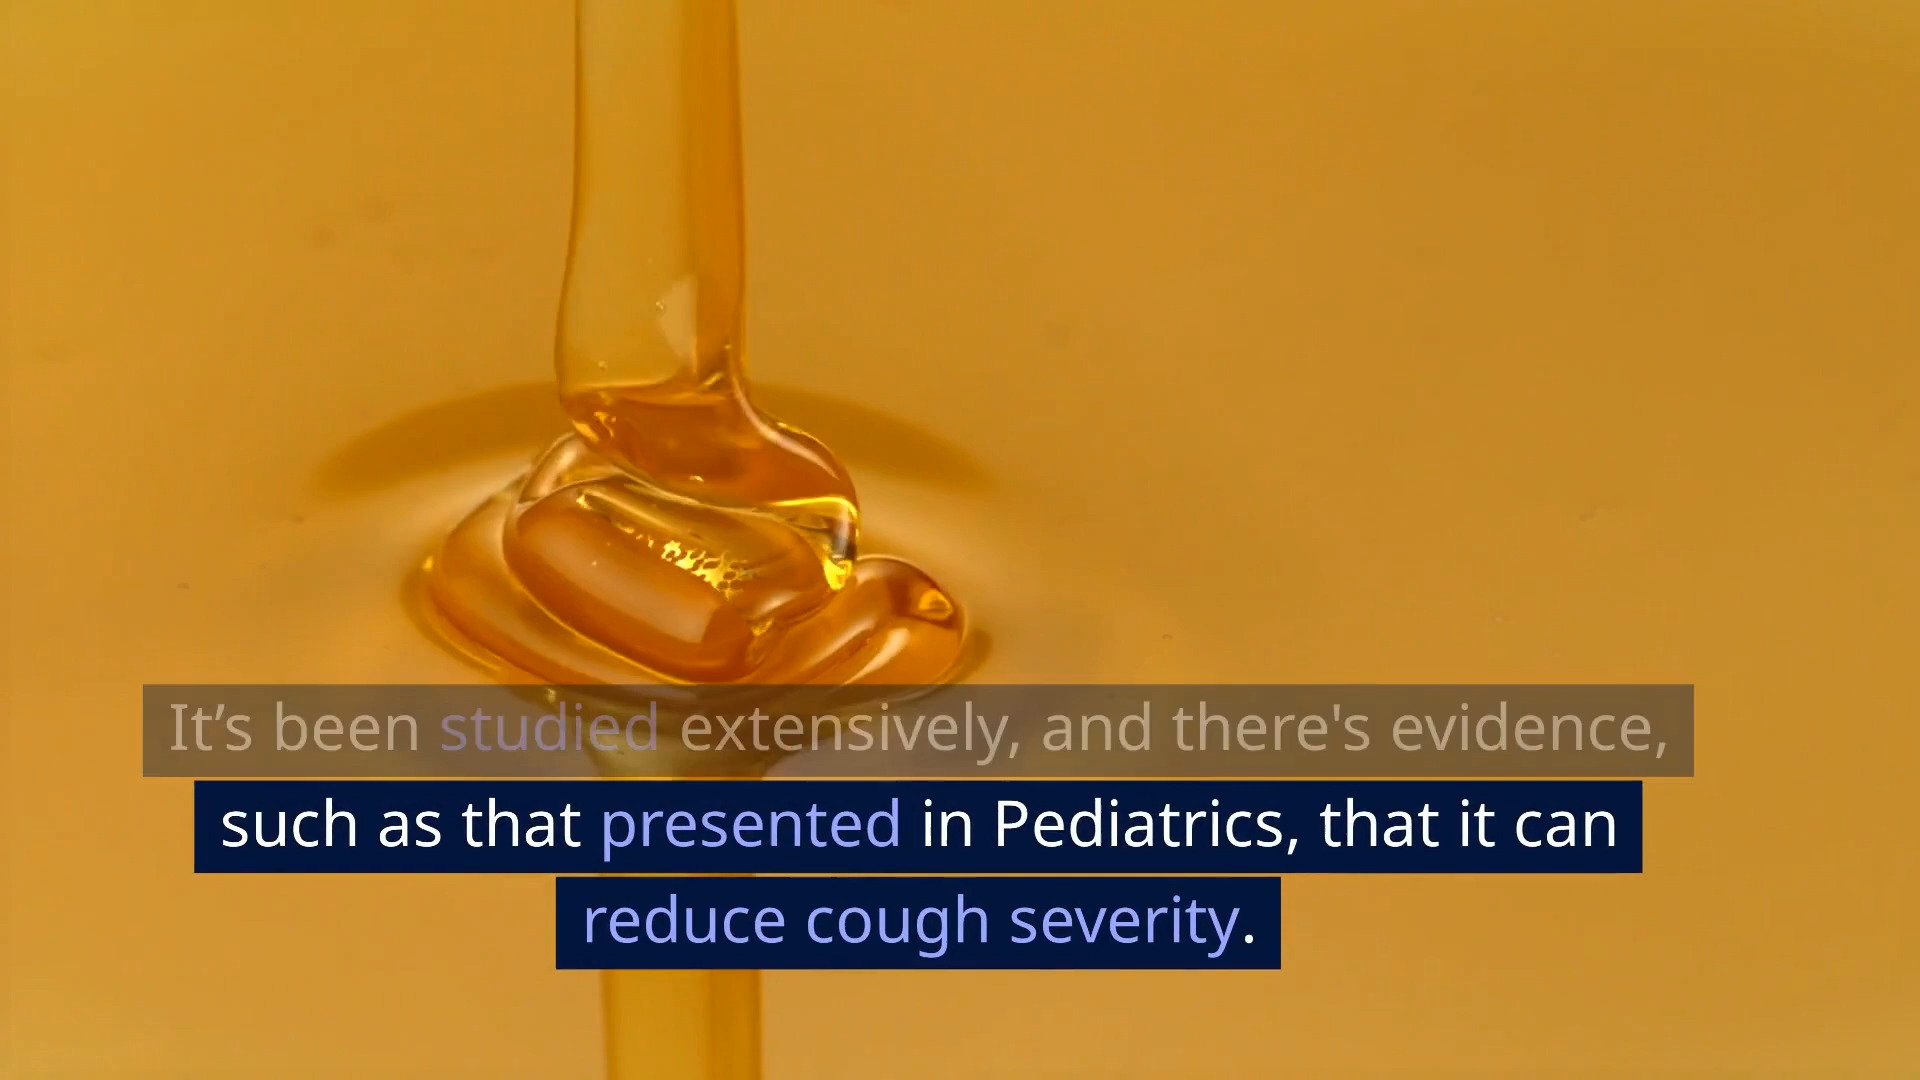 It’s been studied extensively, and there's evidence,
such as that presented in Pediatrics, that it can
reduce cough severity.